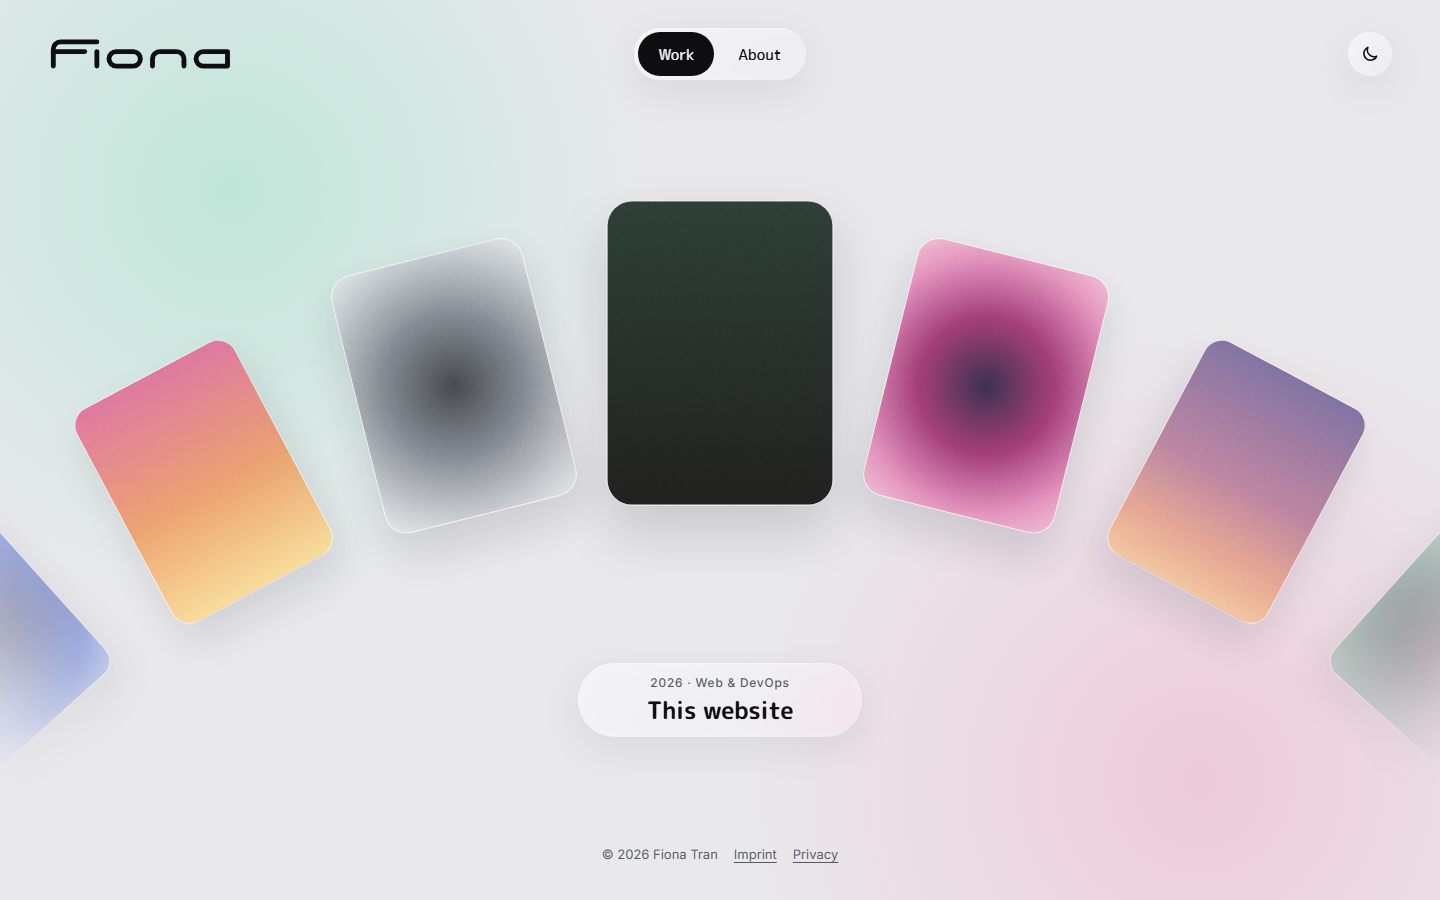 Fiona
Work
About
2026 · Web & DevOps
This website
© 2026 Fiona Tran Imprint Privacy